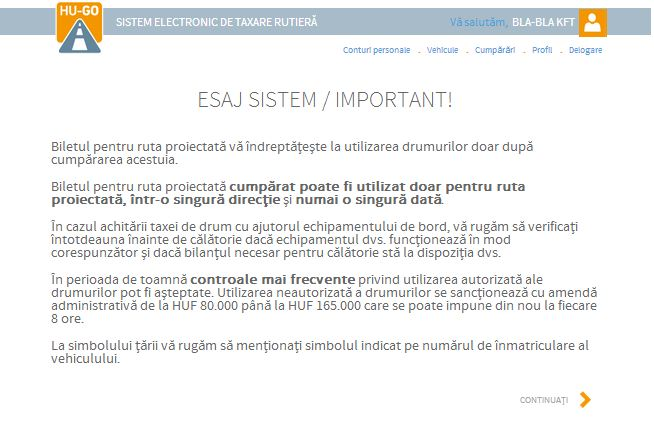 HU-GO
SISTEM ELECTRONIC DE TAXARE RUTIERĂ
Vă salutăm, BLA-BLA KFT
Conturi personale . Vehicule . Cumpărări . Profil . Delogare
ESAJ SISTEM / IMPORTANT!
Biletul pentru ruta proiectată vă îndreptăţeşte la utilizarea drumurilor doar după
cumpărarea acestuia.
Biletul pentru ruta proiectată cumpărat poate fi utilizat doar pentru ruta
proiectată, într-o singură direcţie şi numai o singură dată.
În cazul achitării taxei de drum cu ajutorul echipamentului de bord, vă rugăm să verificaţi
întotdeauna înainte de călătorie dacă echipamentul dvs. funcţionează în mod
corespunzător şi dacă bilanţul necesar pentru călătorie stă la dispoziţia dvs.
În perioada de toamnă controale mai frecvente privind utilizarea autorizată ale
drumurilor pot fi aşteptate. Utilizarea neautorizată a drumurilor se sancţionează cu amendă
administrativă de la HUF 80.000 până la HUF 165.000 care se poate impune din nou la fiecare
8 ore.
La simbolului ţării vă rugăm să menţionaţi simbolul indicat pe numărul de înmatriculare al
vehiculului.
CONTINUAŢI